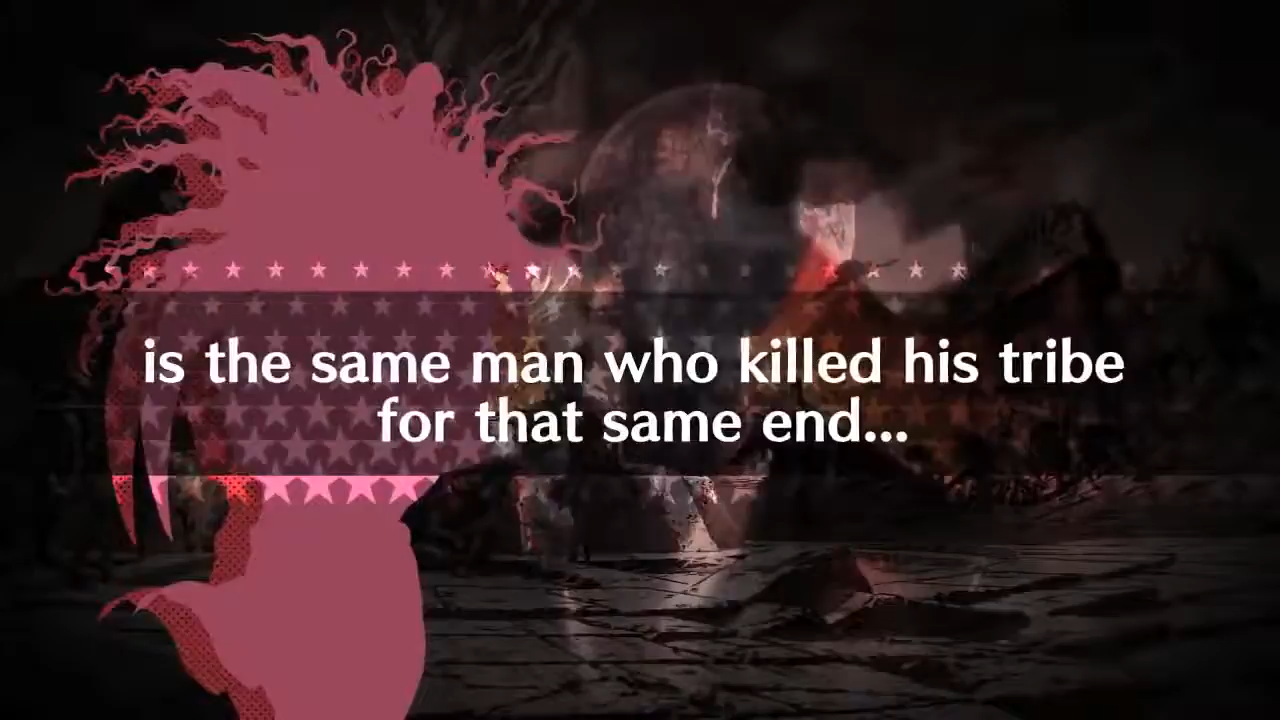 is the same man who killed his tribe
for that same end...